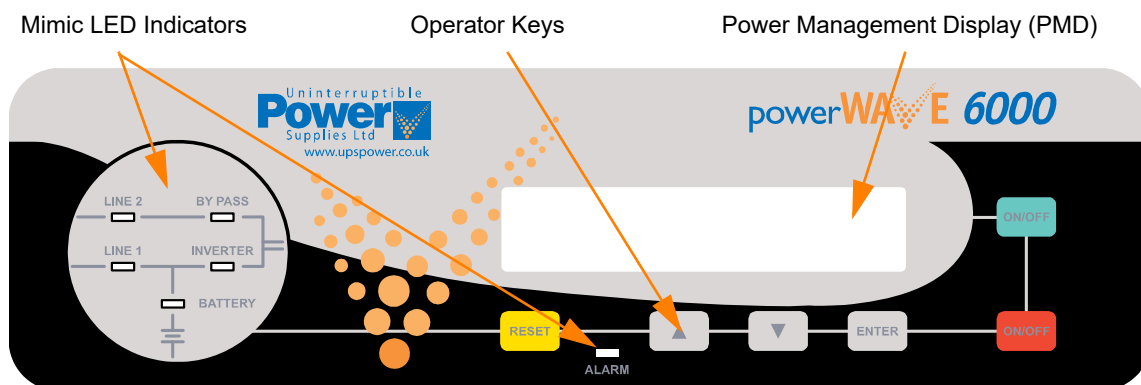 Mimic LED Indicators
Operator Keys
Power Management Display (PMD)
Uninterruptible
Power
Supplies Ltd
www.upspower.co.uk
powerWAVE 6000
LINE 2
BY PASS
LINE 1
INVERTER
BATTERY
ON/OFF
RESET
▲
▼
ENTER
ON/OFF
ALARM